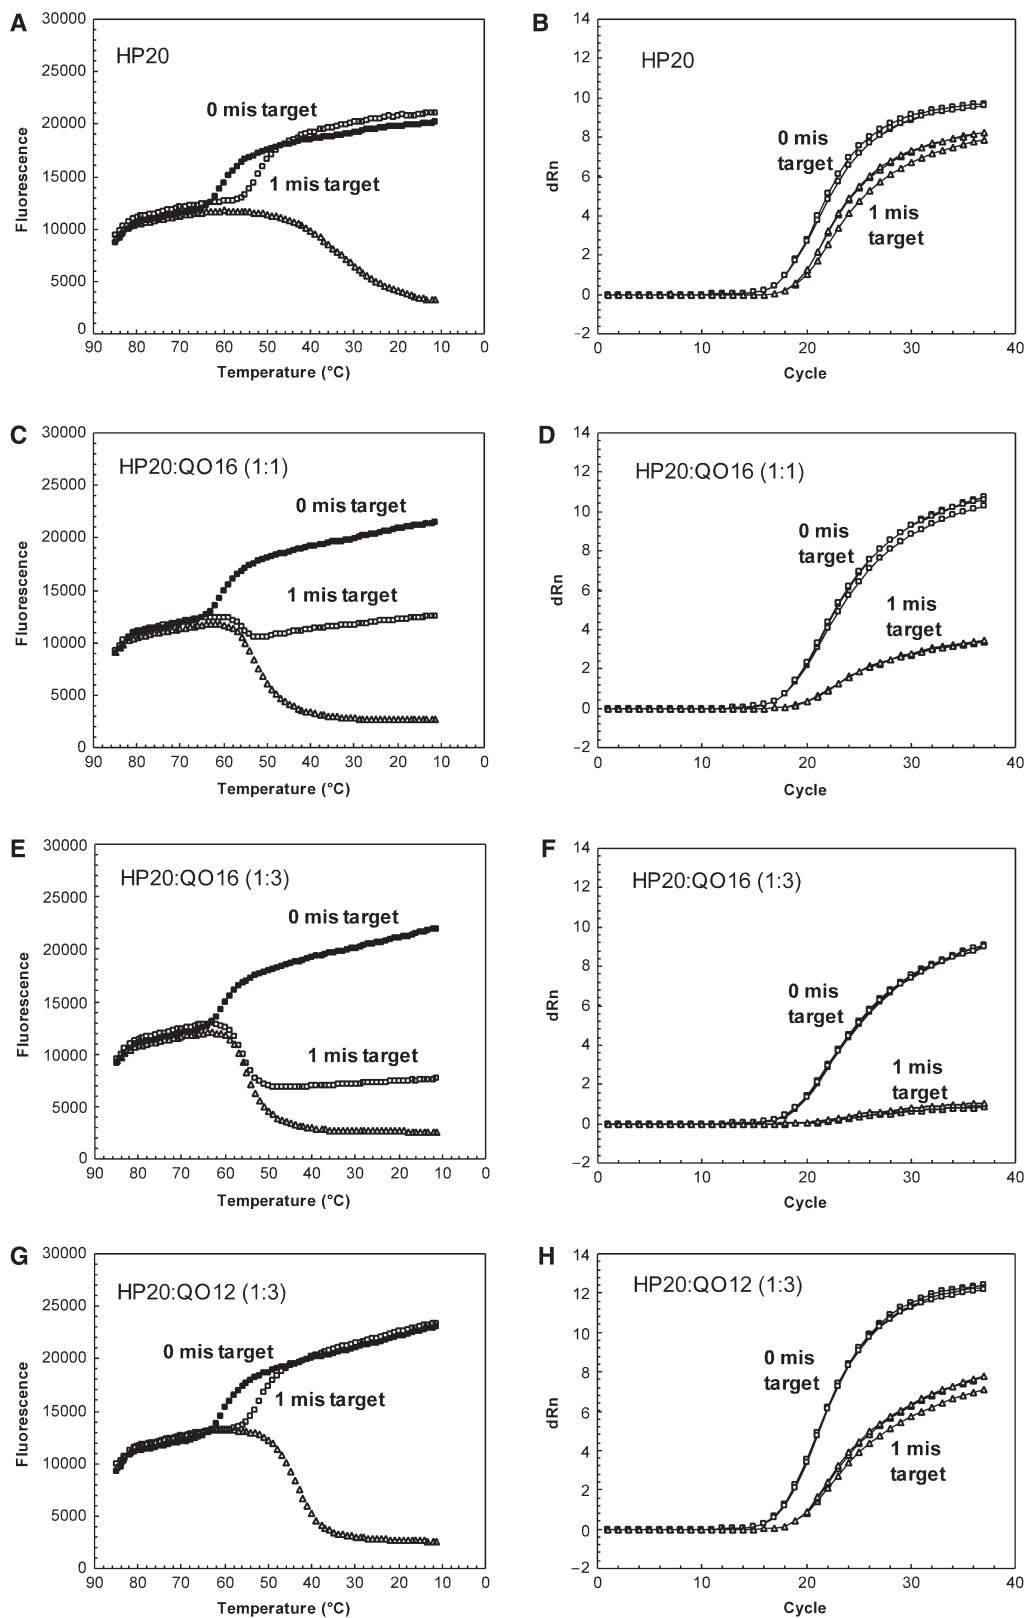 A
HP20
30000
25000
20000
15000
10000
5000
0
Fluorescence
0 mis target
1 mis target
90 80 70 60 50 40 30 20 10 0
Temperature (°C)
B
HP20
14
12
10
8
6
4
2
0
−2
dRn
0 mis
target
1 mis
target
0 10 20 30 40
Cycle
C
HP20:QO16 (1:1)
30000
25000
20000
15000
10000
5000
0
Fluorescence
0 mis target
1 mis target
90 80 70 60 50 40 30 20 10 0
Temperature (°C)
D
HP20:QO16 (1:1)
14
12
10
8
6
4
2
0
−2
dRn
0 mis
target
1 mis
target
0 10 20 30 40
Cycle
E
HP20:QO16 (1:3)
30000
25000
20000
15000
10000
5000
0
Fluorescence
0 mis target
1 mis target
90 80 70 60 50 40 30 20 10 0
Temperature (°C)
F
HP20:QO16 (1:3)
14
12
10
8
6
4
2
0
−2
dRn
0 mis
target
1 mis
target
0 10 20 30 40
Cycle
G
HP20:QO12 (1:3)
30000
25000
20000
15000
10000
5000
0
Fluorescence
0 mis target
1 mis target
90 80 70 60 50 40 30 20 10 0
Temperature (°C)
H
HP20:QO12 (1:3)
14
12
10
8
6
4
2
0
−2
dRn
0 mis
target
1 mis
target
0 10 20 30 40
Cycle